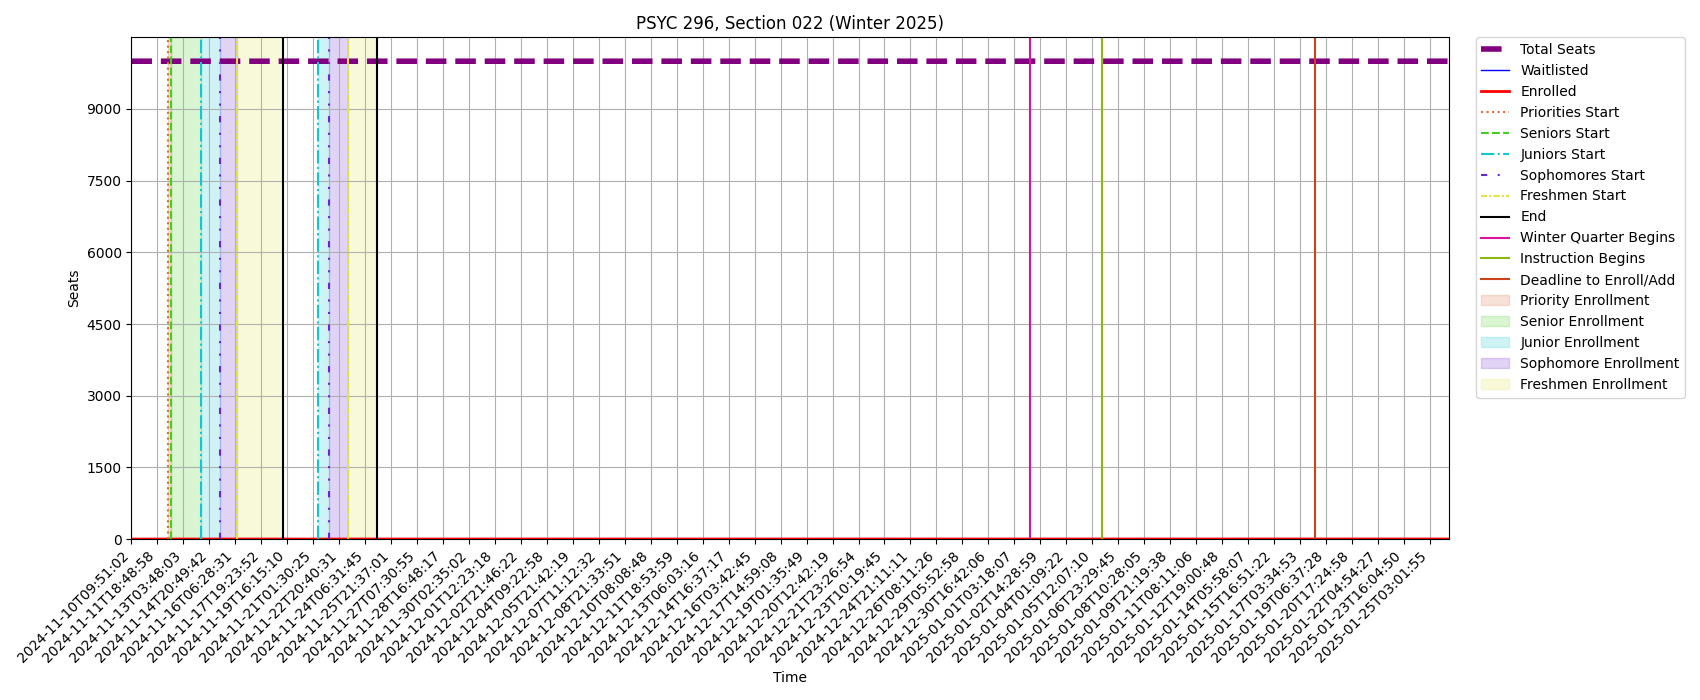 PSYC 296, Section 022 (Winter 2025)
Seats
9000
7500
6000
4500
3000
1500
0
2024-11-10T09:51:02
2024-11-11T18:48:58
2024-11-13T03:48:03
2024-11-14T20:49:42
2024-11-16T06:28:31
2024-11-17T19:23:52
2024-11-19T16:15:10
2024-11-21T01:30:25
2024-11-22T20:40:31
2024-11-24T06:31:45
2024-11-25T21:37:01
2024-11-27T07:30:55
2024-11-28T16:48:17
2024-11-30T02:35:02
2024-12-01T12:23:18
2024-12-02T21:46:22
2024-12-04T09:22:58
2024-12-05T21:42:19
2024-12-07T11:12:32
2024-12-08T21:33:51
2024-12-10T08:08:48
2024-12-11T18:53:59
2024-12-13T06:03:16
2024-12-14T16:37:17
2024-12-16T03:42:45
2024-12-17T14:59:08
2024-12-19T01:35:49
2024-12-20T12:42:19
2024-12-21T23:26:54
2024-12-23T10:19:45
2024-12-24T21:11:11
2024-12-26T08:11:26
2024-12-29T05:52:58
2024-12-30T16:42:06
2025-01-01T03:18:07
2025-01-02T14:28:59
2025-01-04T01:09:22
2025-01-05T12:07:10
2025-01-06T23:29:45
2025-01-08T10:28:05
2025-01-09T21:19:38
2025-01-11T08:11:06
2025-01-12T19:00:48
2025-01-14T05:58:07
2025-01-15T16:51:22
2025-01-17T03:34:53
2025-01-19T06:37:28
2025-01-20T17:24:58
2025-01-22T04:54:27
2025-01-23T16:04:50
2025-01-25T03:01:55
Time
Total Seats
Waitlisted
Enrolled
Priorities Start
Seniors Start
Juniors Start
Sophomores Start
Freshmen Start
End
Winter Quarter Begins
Instruction Begins
Deadline to Enroll/Add
Priority Enrollment
Senior Enrollment
Junior Enrollment
Sophomore Enrollment
Freshmen Enrollment